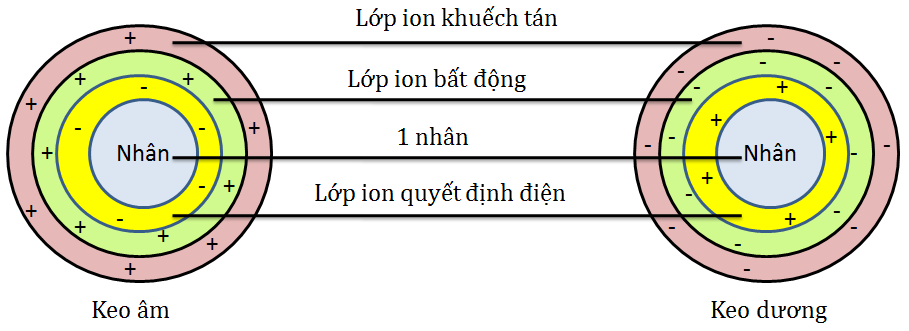 Lớp ion khuếch tán
Lớp ion bất động
1 nhân
Nhân
Nhân
Lớp ion quyết định điện
Keo âm
Keo dương